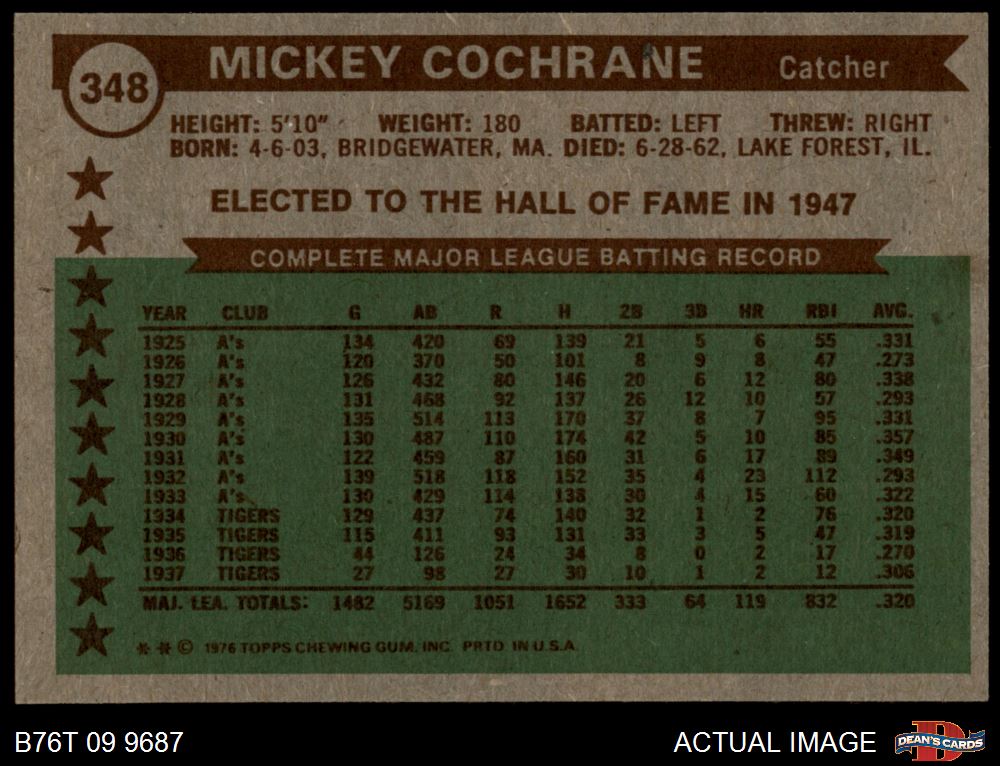 348
MICKEY COCHRANE Catcher
HEIGHT: 5'10" WEIGHT: 180 BATTED: LEFT THREW: RIGHT
BORN: 4-6-03, BRIDGEWATER, MA. DIED: 6-28-62, LAKE FOREST, IL.
ELECTED TO THE HALL OF FAME IN 1947
COMPLETE MAJOR LEAGUE BATTING RECORD
YEAR CLUB G AB R H 2B 3B HR RBI AVG.
1925 A's 134 420 69 139 21 5 6 55 .331
1926 A's 120 370 50 101 8 9 8 47 .273
1927 A's 126 432 80 146 20 6 12 80 .338
1928 A's 131 468 92 137 26 12 10 57 .293
1929 A's 135 514 113 170 37 8 7 95 .331
1930 A's 130 487 110 174 42 5 10 85 .357
1931 A's 122 459 87 160 31 6 17 89 .349
1932 A's 139 518 118 152 35 4 23 112 .293
1933 A's 130 429 114 138 30 4 15 60 .322
1934 TIGERS 129 437 74 140 32 1 2 76 .320
1935 TIGERS 115 411 93 131 33 3 5 47 .319
1936 TIGERS 44 126 24 34 8 0 2 17 .270
1937 TIGERS 27 98 27 30 10 1 2 12 .306
MAJ. LEA. TOTALS: 1482 5169 1051 1652 333 64 119 832 .320
* * © 1976 TOPPS CHEWING GUM, INC. PRTD. IN U.S.A.
B76T 09 9687 ACTUAL IMAGE DEAN'S CARDS